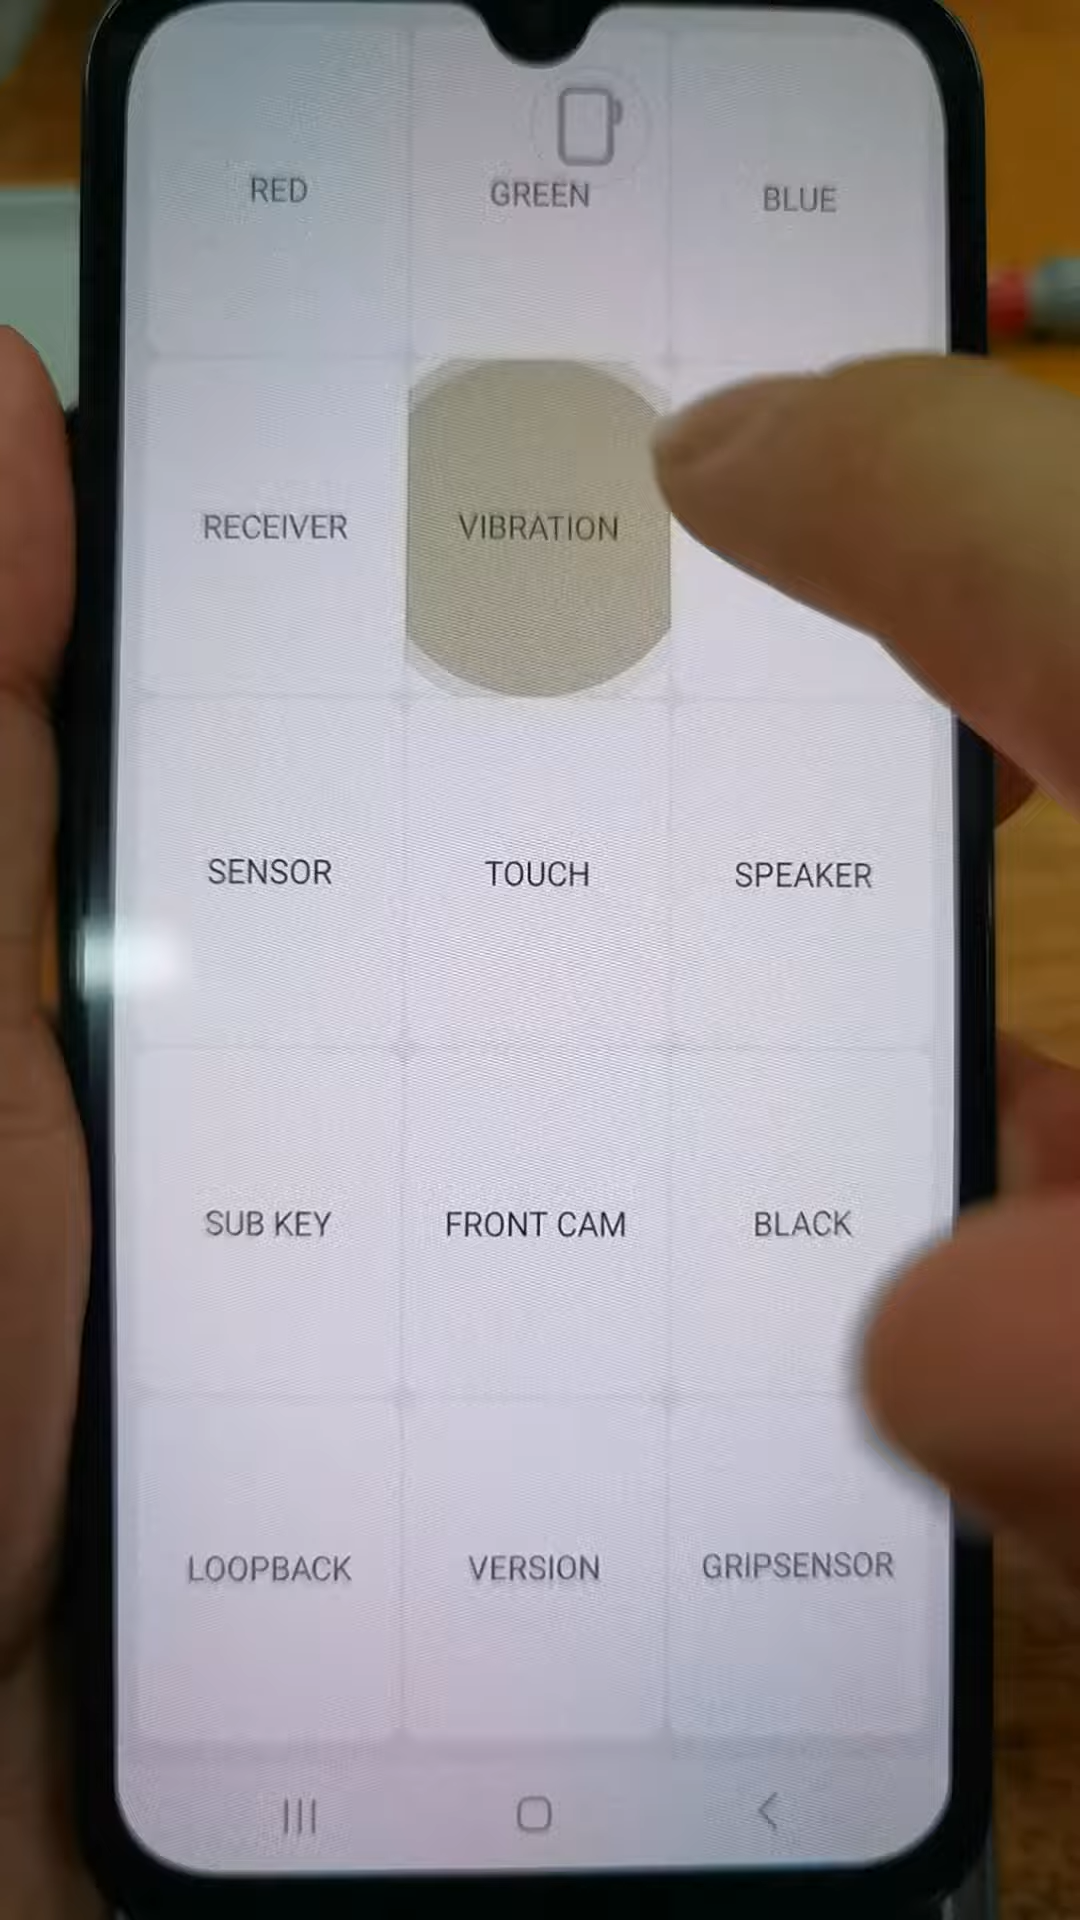 RED
GREEN
BLUE
RECEIVER
VIBRATION
SENSOR
TOUCH
SPEAKER
SUB KEY
FRONT CAM
BLACK
LOOPBACK
VERSION
GRIPSENSOR